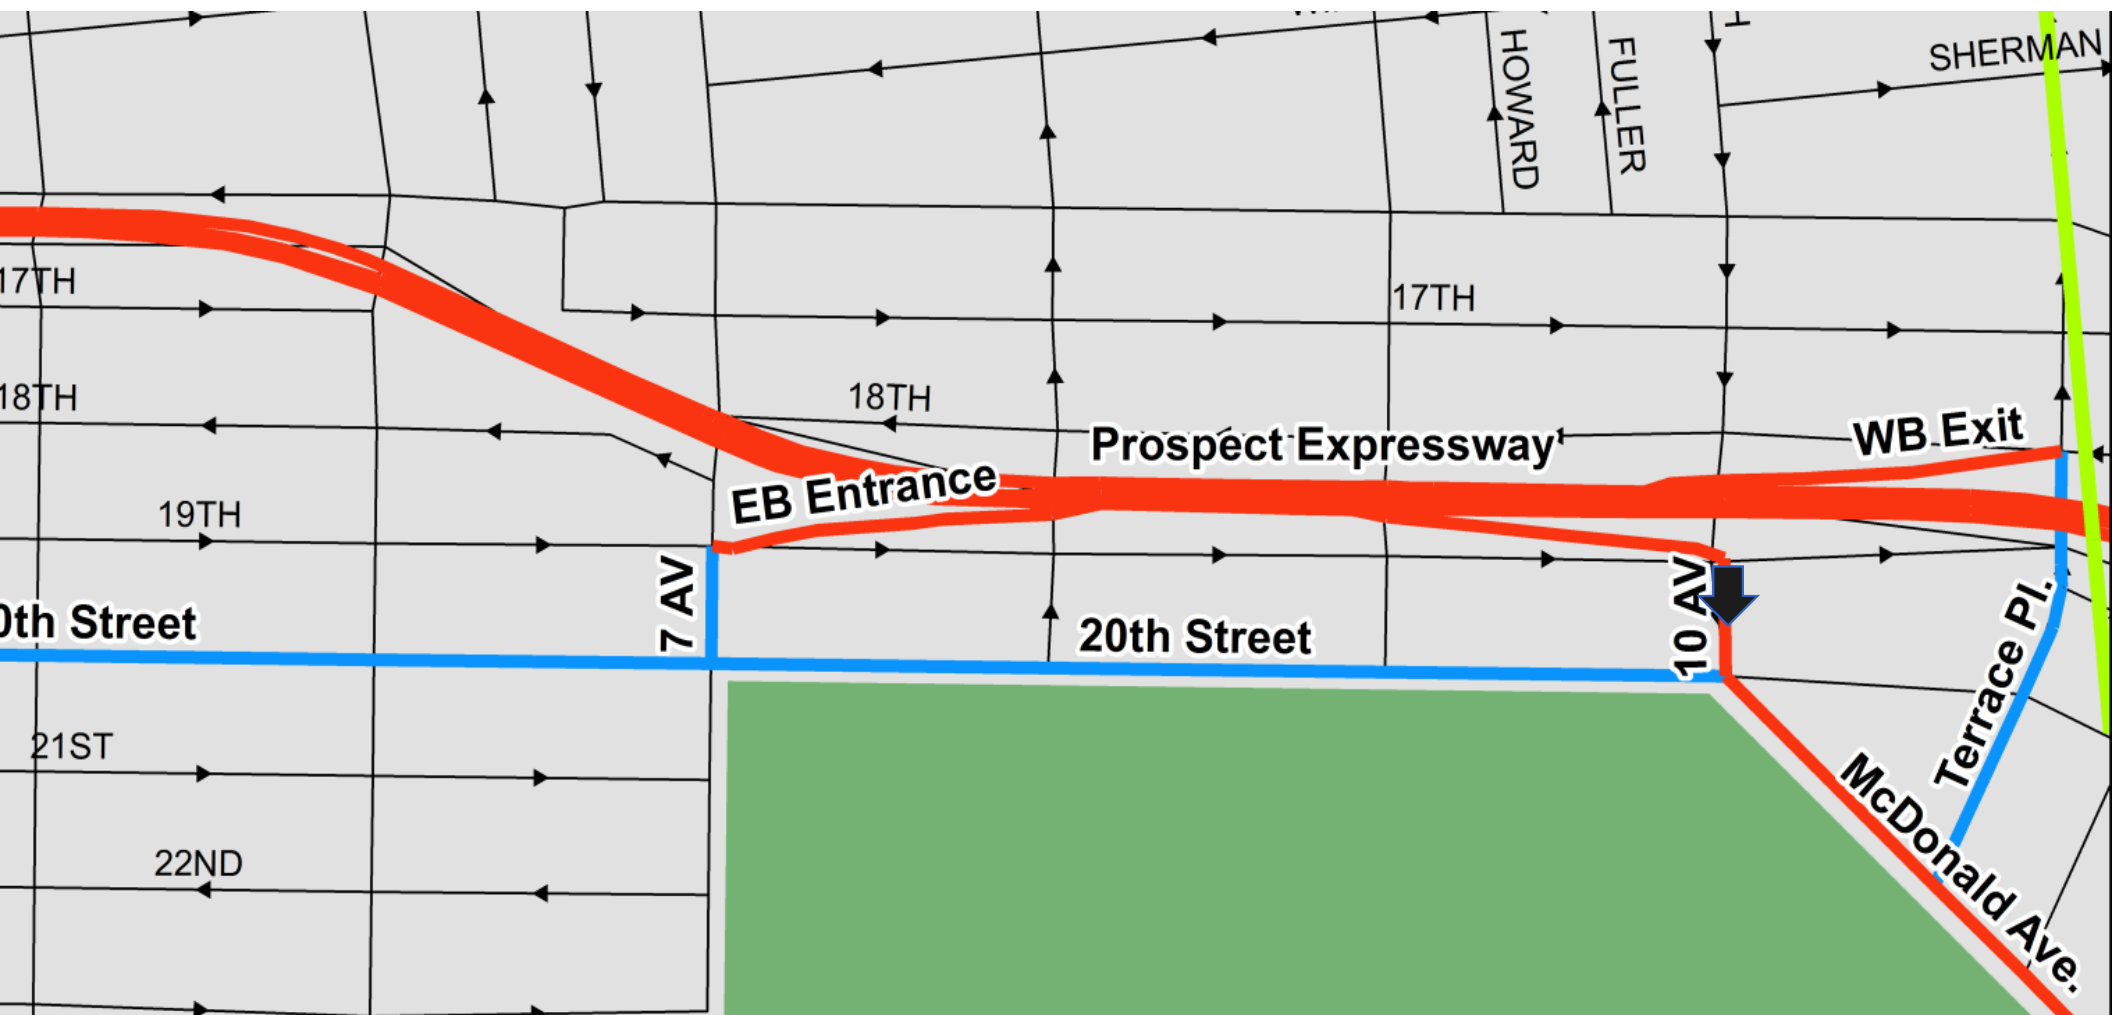 HOWARD
FULLER
SHERMAN
17TH
17TH
18TH
18TH
Prospect Expressway
WB Exit
EB Entrance
19TH
7 AV
10 AV
0th Street
20th Street
Terrace Pl.
21ST
McDonald Ave.
22ND